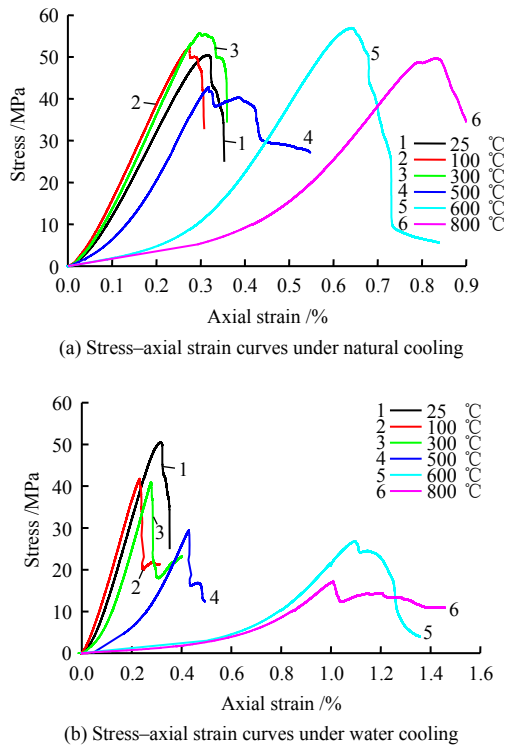 60
50
40
30
20
10
0
Stress /MPa
0.0 0.1 0.2 0.3 0.4 0.5 0.6 0.7 0.8 0.9
Axial strain /%
1
2
3
4
5
6
1 25 ℃
2 100 ℃
3 300 ℃
4 500 ℃
5 600 ℃
6 800 ℃
(a) Stress–axial strain curves under natural cooling
60
50
40
30
20
10
0
Stress /MPa
0.0 0.2 0.4 0.6 0.8 1.0 1.2 1.4 1.6
Axial strain /%
1
2
3
4
5
6
1 25 ℃
2 100 ℃
3 300 ℃
4 500 ℃
5 600 ℃
6 800 ℃
(b) Stress–axial strain curves under water cooling